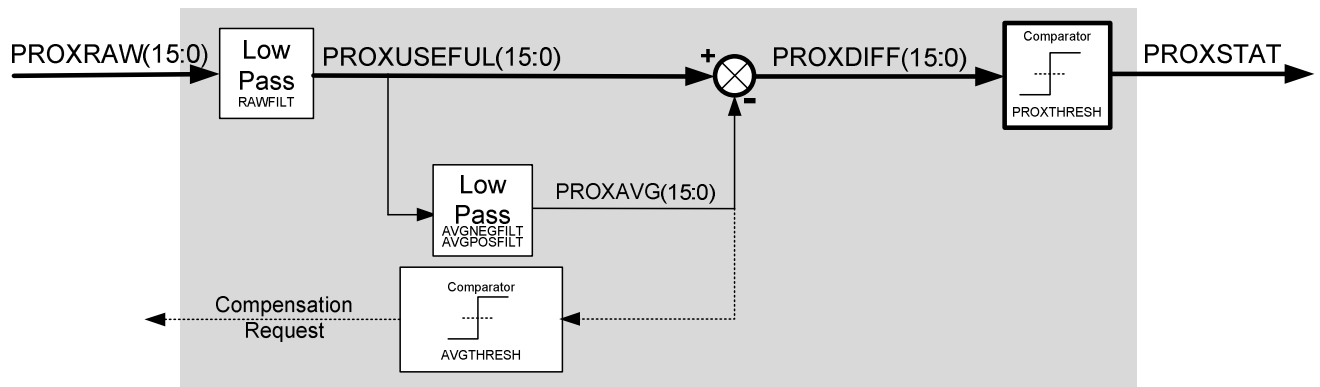 PROXRAW(15:0)
Low
Pass
RAWFILT
PROXUSEFUL(15:0)
+
-
PROXDIFF(15:0)
Comparator
PROXTHRESH
PROXSTAT
Low
Pass
AVGNEGFILT
AVGPOSFILT
PROXAVG(15:0)
Comparator
AVGTHRESH
Compensation
Request